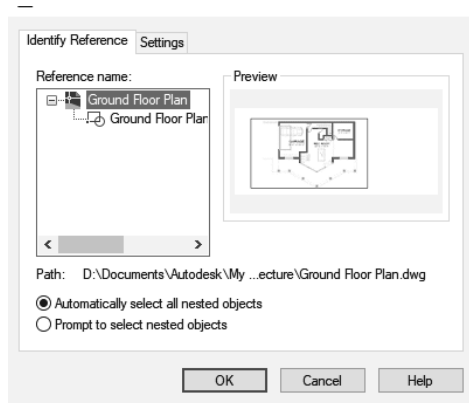 Identify Reference Settings
Reference name:
Preview
Ground Floor Plan
Ground Floor Plan
Path: D:\Documents\Autodesk\My ...ecture\Ground Floor Plan.dwg
Automatically select all nested objects
Prompt to select nested objects
OK Cancel Help